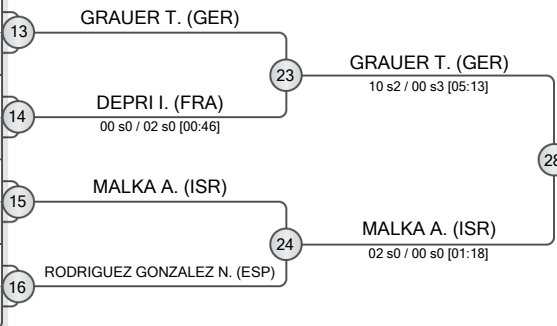 GRAUER T. (GER)
13
23
GRAUER T. (GER)
10 s2 / 00 s3 [05:13]
DEPRI I. (FRA)
14
00 s0 / 02 s0 [00:46]
28
MALKA A. (ISR)
15
24
MALKA A. (ISR)
02 s0 / 00 s0 [01:18]
RODRIGUEZ GONZALEZ N. (ESP)
16